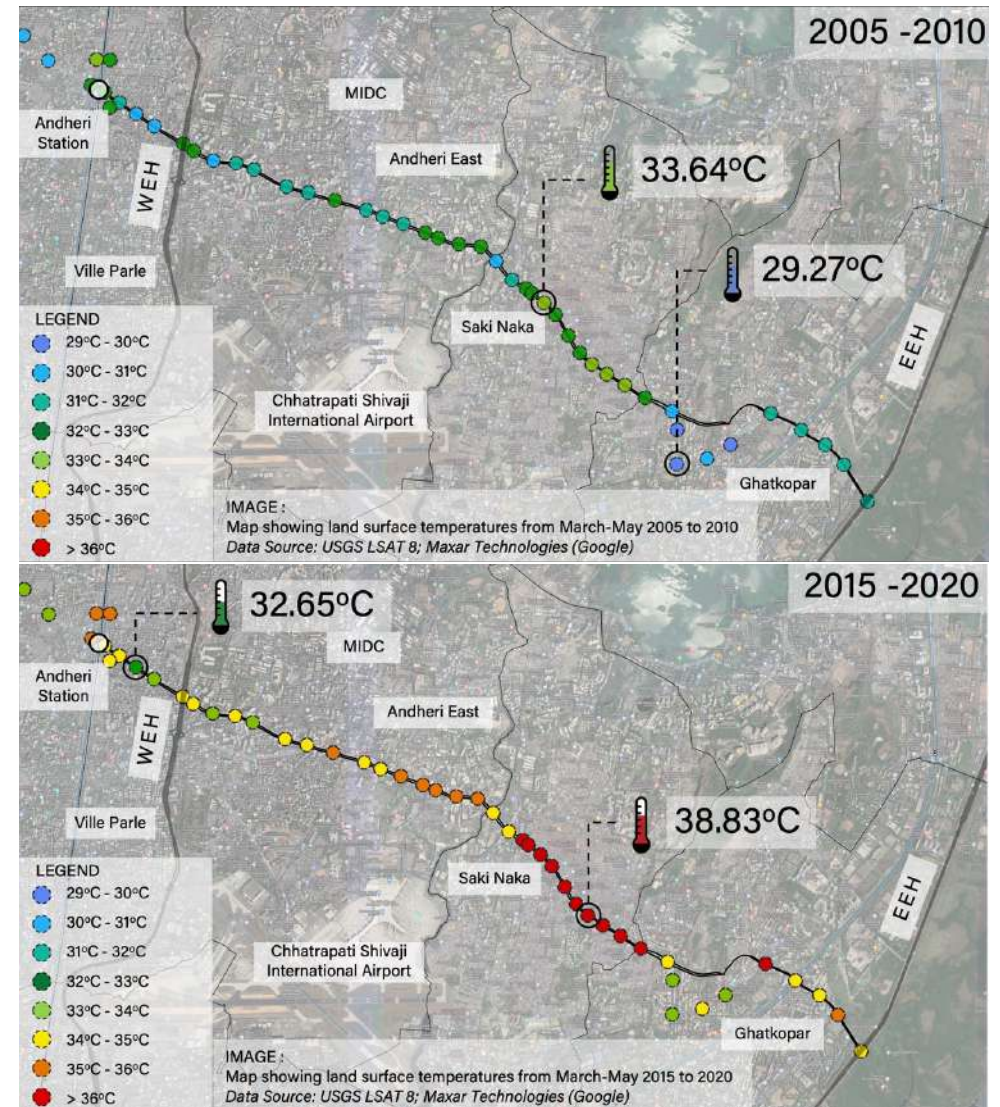 2005 -2010
MIDC
Andheri
Station
Andheri East
33.64ºC
WEH
Ville Parle
29.27ºC
LEGEND
29ºC - 30ºC
30ºC - 31ºC
31ºC - 32ºC
32ºC - 33ºC
33ºC - 34ºC
34ºC - 35ºC
35ºC - 36ºC
> 36ºC
Saki Naka
EEH
Chhatrapati Shivaji
International Airport
Ghatkopar
IMAGE :
Map showing land surface temperatures from March-May 2005 to 2010
Data Source: USGS LSAT 8; Maxar Technologies (Google)
2015 -2020
32.65ºC
MIDC
Andheri
Station
Andheri East
WEH
Ville Parle
38.83ºC
LEGEND
29ºC - 30ºC
30ºC - 31ºC
31ºC - 32ºC
32ºC - 33ºC
33ºC - 34ºC
34ºC - 35ºC
35ºC - 36ºC
> 36ºC
Saki Naka
EEH
Chhatrapati Shivaji
International Airport
Ghatkopar
IMAGE :
Map showing land surface temperatures from March-May 2015 to 2020
Data Source: USGS LSAT 8; Maxar Technologies (Google)